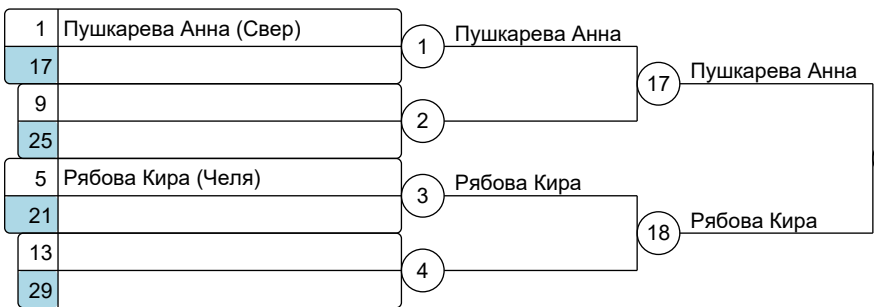 1 Пушкарева Анна (Свер)
17
9
25
5 Рябова Кира (Челя)
21
13
29
1 Пушкарева Анна
2
3 Рябова Кира
4
17 Пушкарева Анна
18 Рябова Кира